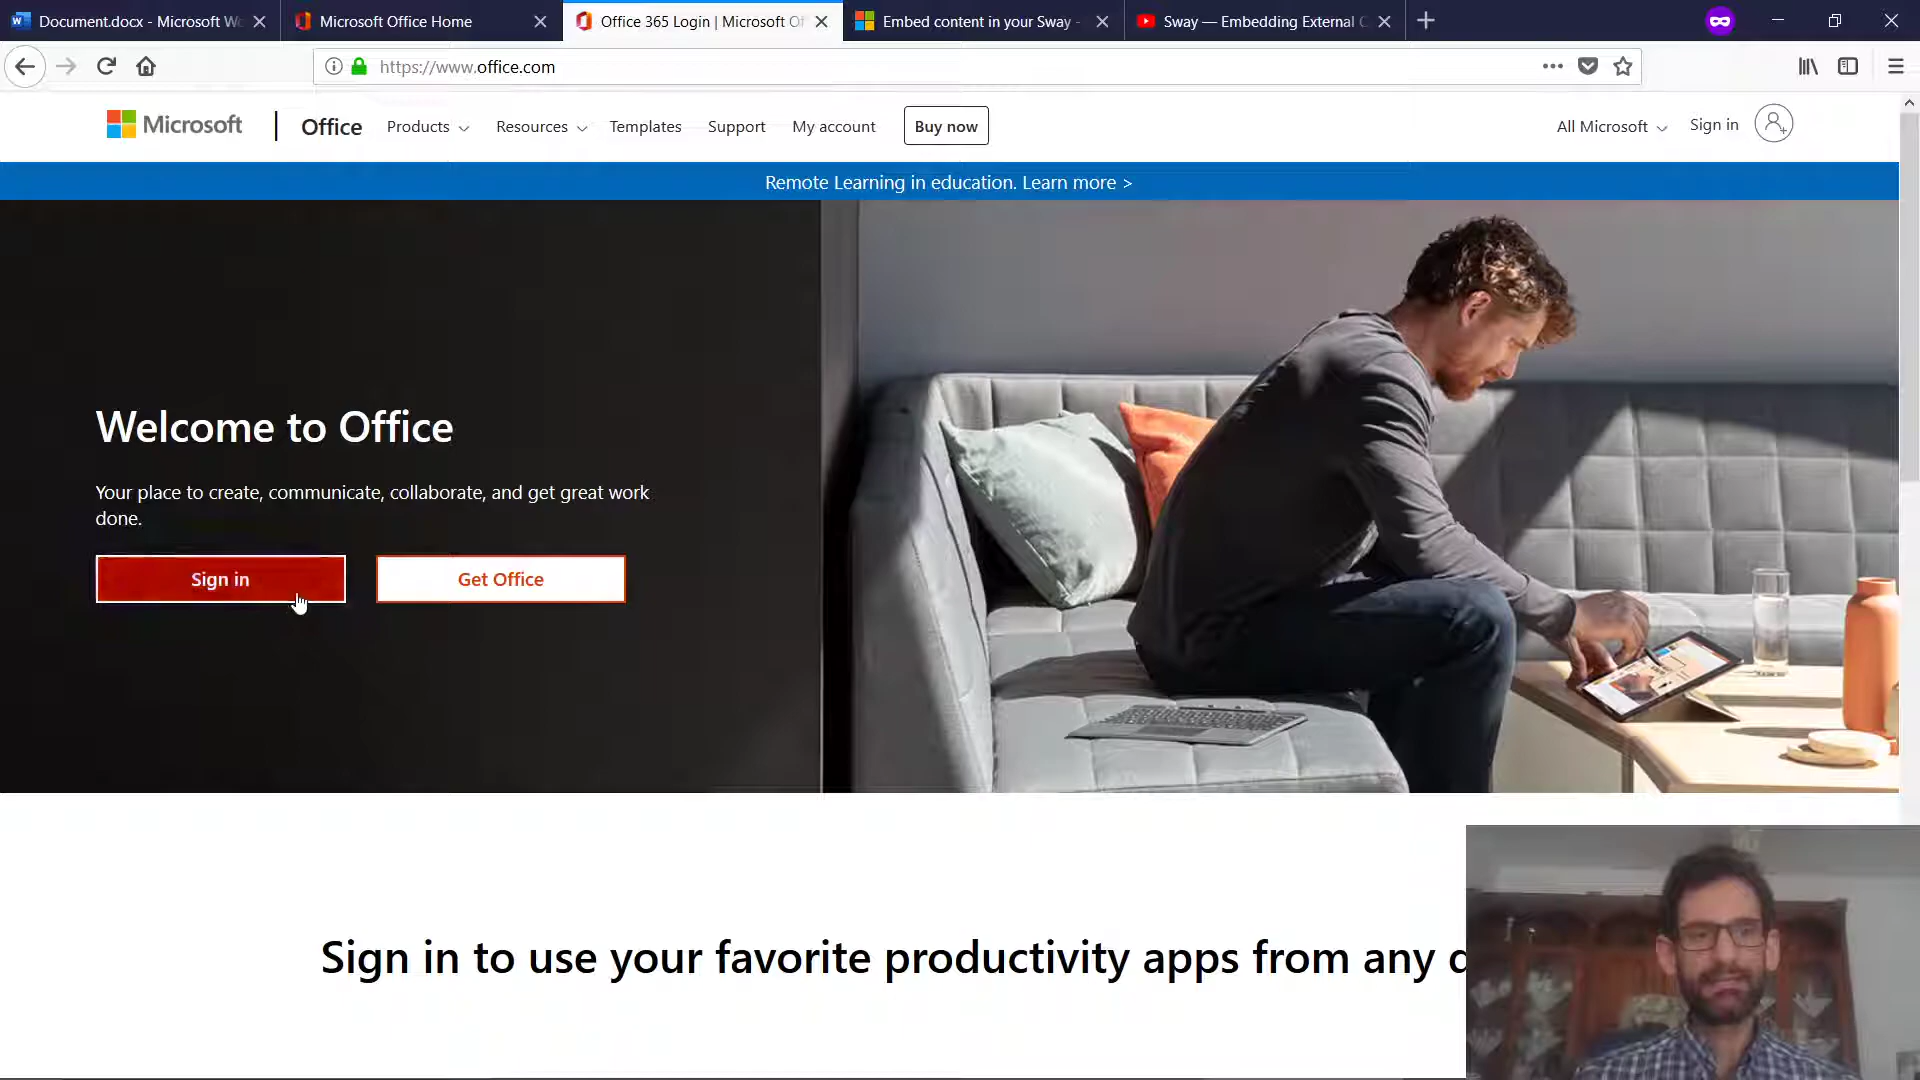 Document.docx - Microsoft W
Microsoft Office Home
Office 365 Login | Microsoft Of
Embed content in your Sway -
Sway — Embedding External C
https://www.office.com
Microsoft
Office
Products
Resources
Templates
Support
My account
Buy now
All Microsoft
Sign in
Remote Learning in education. Learn more >
Welcome to Office
Your place to create, communicate, collaborate, and get great work
done.
Sign in
Get Office
Sign in to use your favorite productivity apps from any